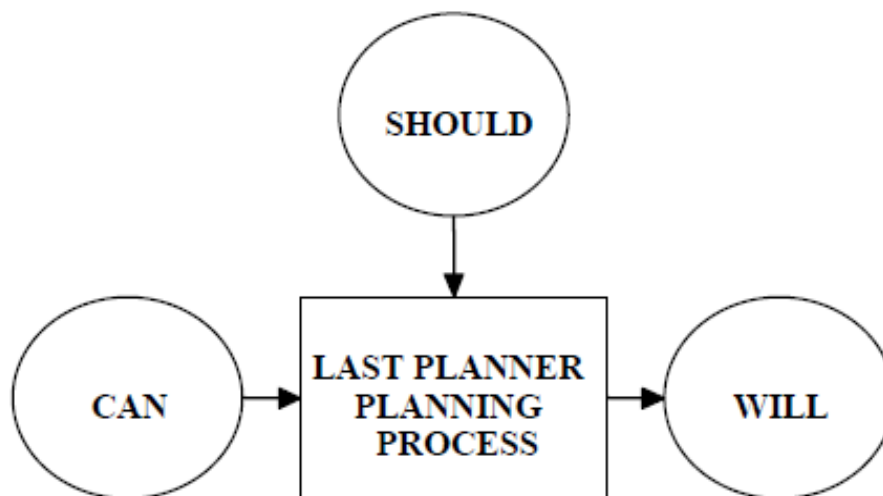 SHOULD
CAN
LAST PLANNER
PLANNING
PROCESS
WILL